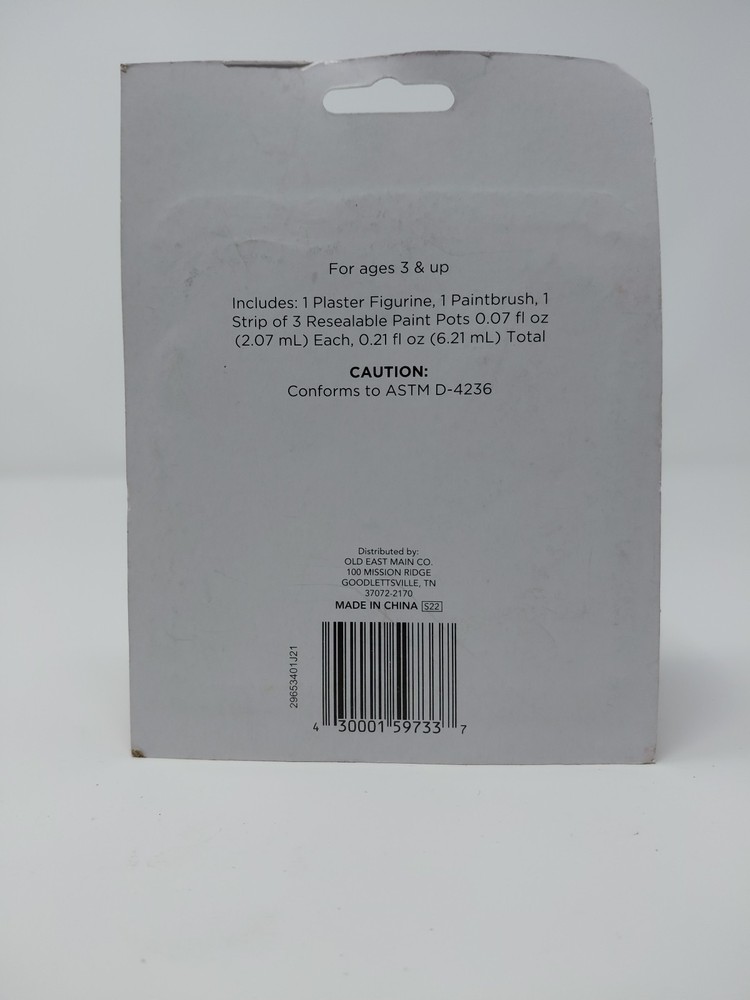 For ages 3 & up
Includes: 1 Plaster Figurine, 1 Paintbrush, 1
Strip of 3 Resealable Paint Pots 0.07 fl oz
(2.07 mL) Each, 0.21 fl oz (6.21 mL) Total
CAUTION:
Conforms to ASTM D-4236
Distributed by:
OLD EAST MAIN CO.
100 MISSION RIDGE
GOODLETTSVILLE, TN
37072-2170
MADE IN CHINA S22
29653401J21
4 30001 59733 7